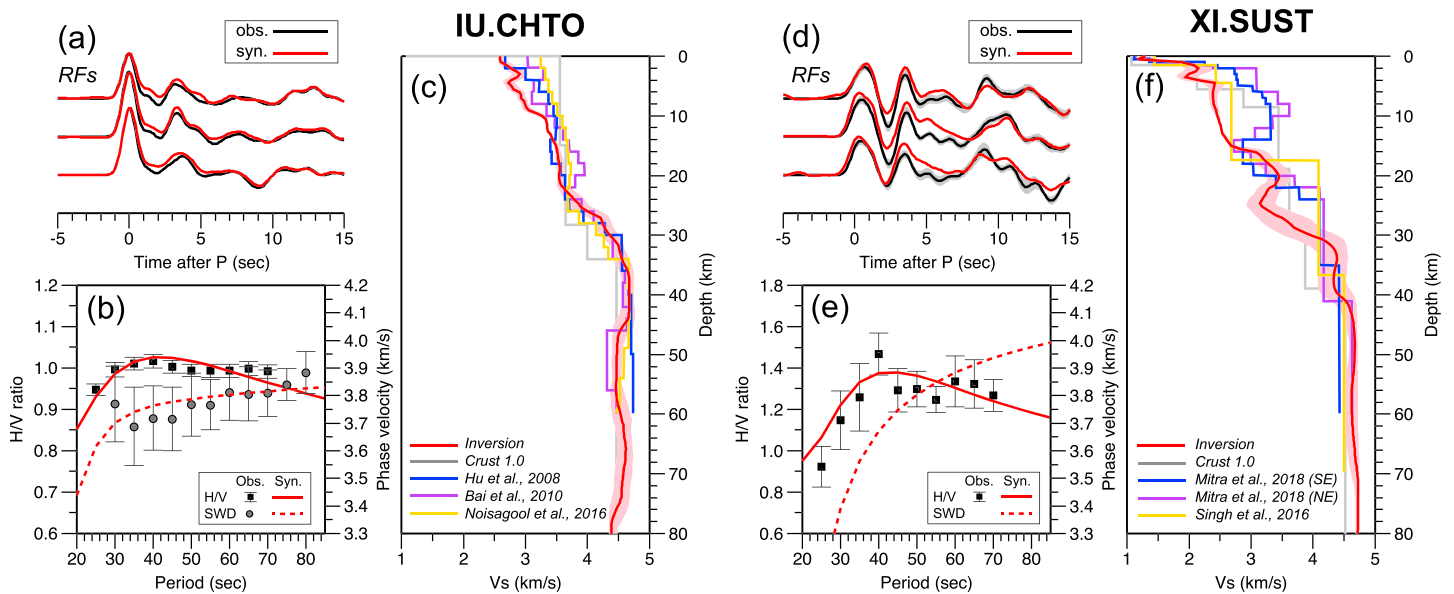 IU.CHTO
XI.SUST
(a)
obs.
syn.
RFs
-5 0 5 10 15
Time after P (sec)
(b)
1.2
1.1
1.0
0.9
0.8
0.7
0.6
H/V ratio
4.2
4.1
4.0
3.9
3.8
3.7
3.6
3.5
3.4
3.3
Phase velocity (km/s)
Obs. Syn.
H/V
SWD
20 30 40 50 60 70 80
Period (sec)
(c)
0
10
20
30
40
50
60
70
80
Depth (km)
Inversion
Crust 1.0
Hu et al., 2008
Bai et al., 2010
Noisagool et al., 2016
1 2 3 4 5
Vs (km/s)
(d)
obs.
syn.
RFs
-5 0 5 10 15
Time after P (sec)
(e)
1.8
1.6
1.4
1.2
1.0
0.8
0.6
H/V ratio
4.2
4.1
4.0
3.9
3.8
3.7
3.6
3.5
3.4
3.3
Phase velocity (km/s)
Obs. Syn.
H/V
SWD
20 30 40 50 60 70 80
Period (sec)
(f)
0
10
20
30
40
50
60
70
80
Depth (km)
Inversion
Crust 1.0
Mitra et al., 2018 (SE)
Mitra et al., 2018 (NE)
Singh et al., 2016
1 2 3 4 5
Vs (km/s)